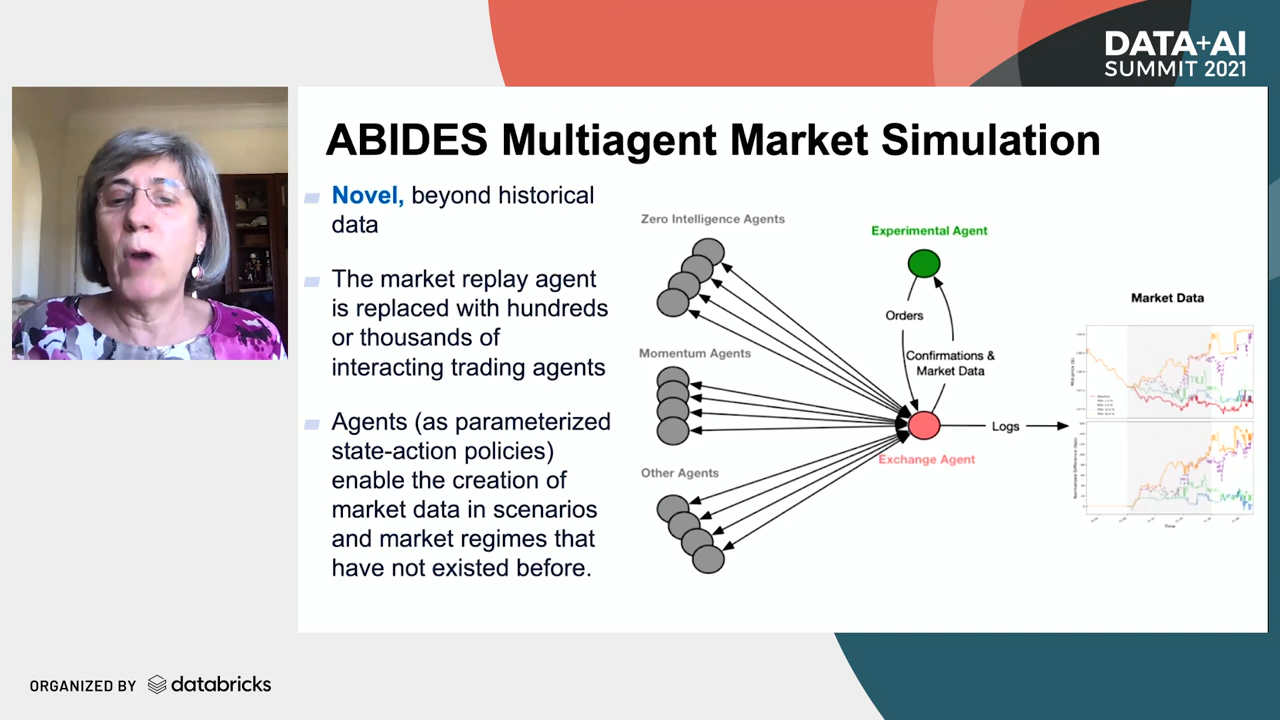 DATA+AI
SUMMIT 2021
ABIDES Multiagent Market Simulation
Novel, beyond historical
data
The market replay agent
is replaced with hundreds
or thousands of
interacting trading agents
Agents (as parameterized
state-action policies)
enable the creation of
market data in scenarios
and market regimes that
have not existed before.
Zero Intelligence Agents
Momentum Agents
Other Agents
Experimental Agent
Orders
Confirmations &
Market Data
Exchange Agent
Logs
Market Data
Time
ORGANIZED BY databricks